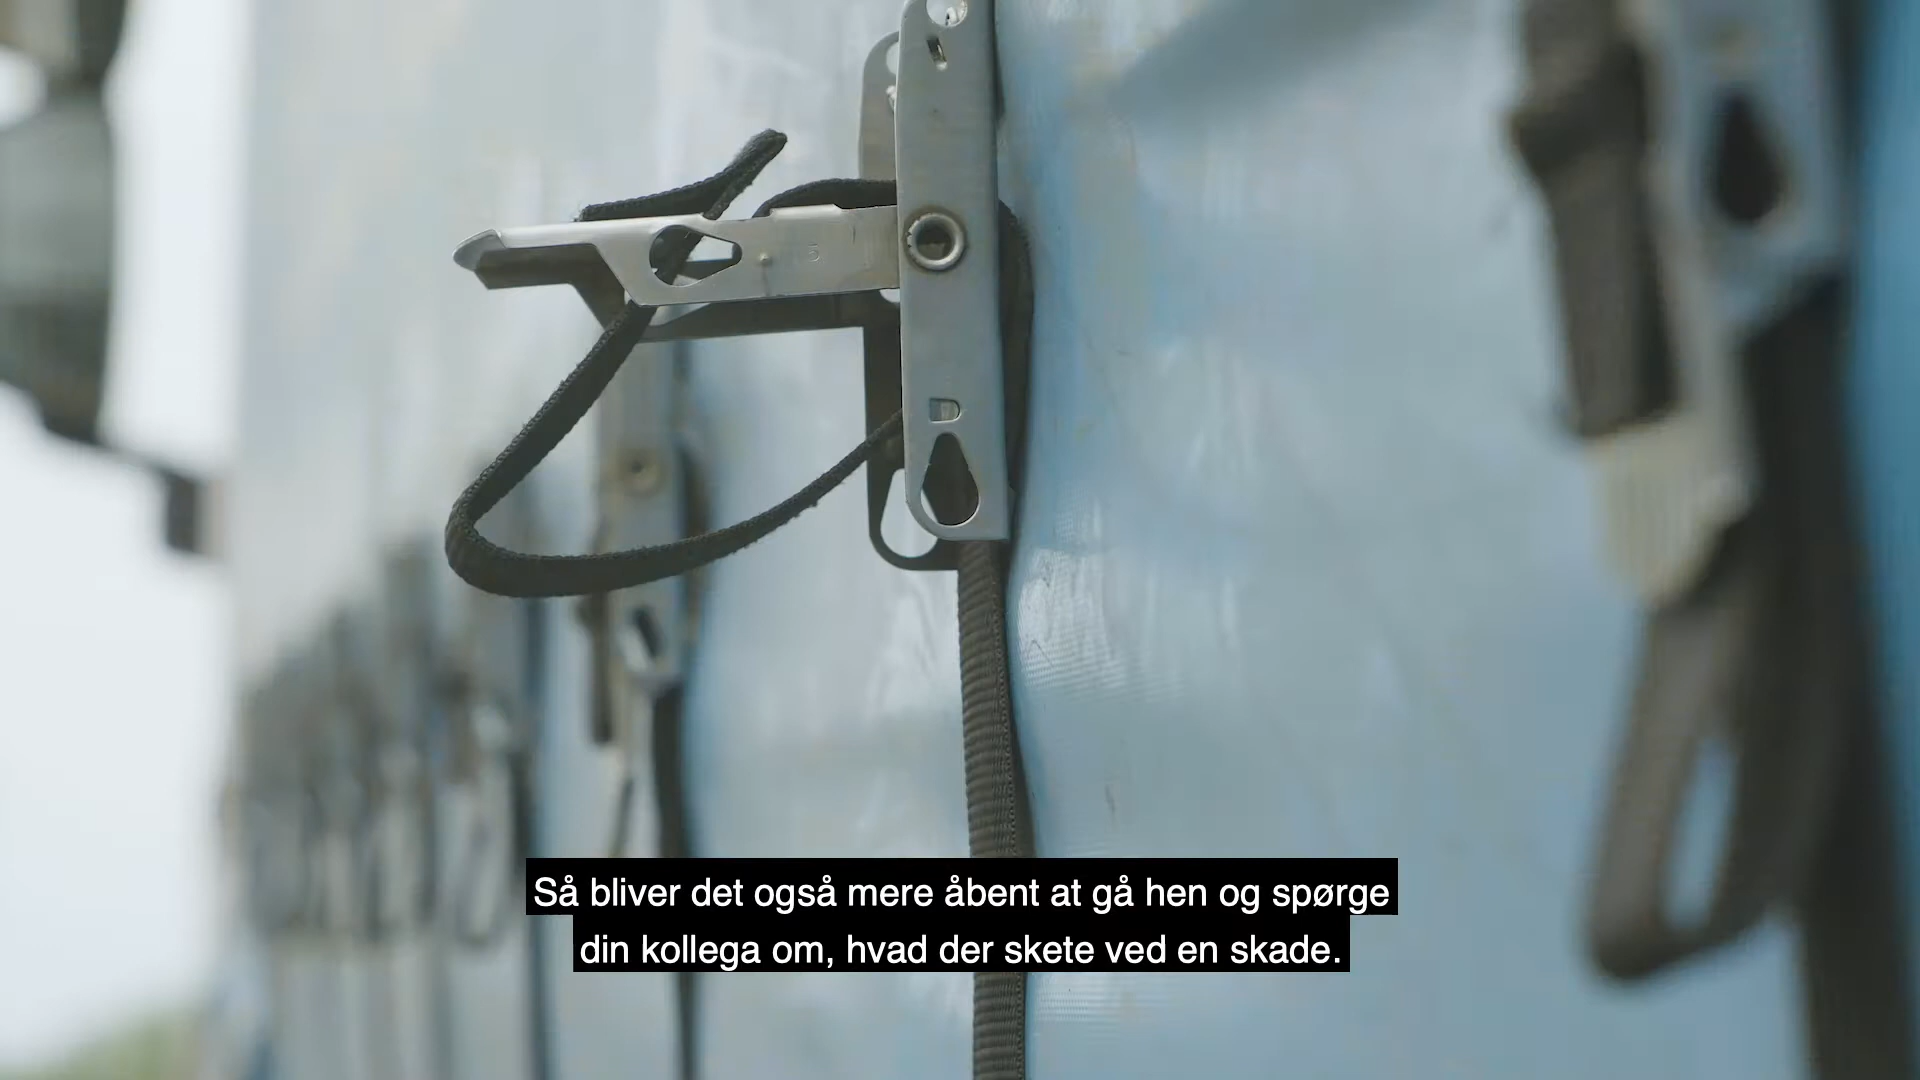 Så bliver det også mere åbent at gå hen og spørge
din kollega om, hvad der skete ved en skade.